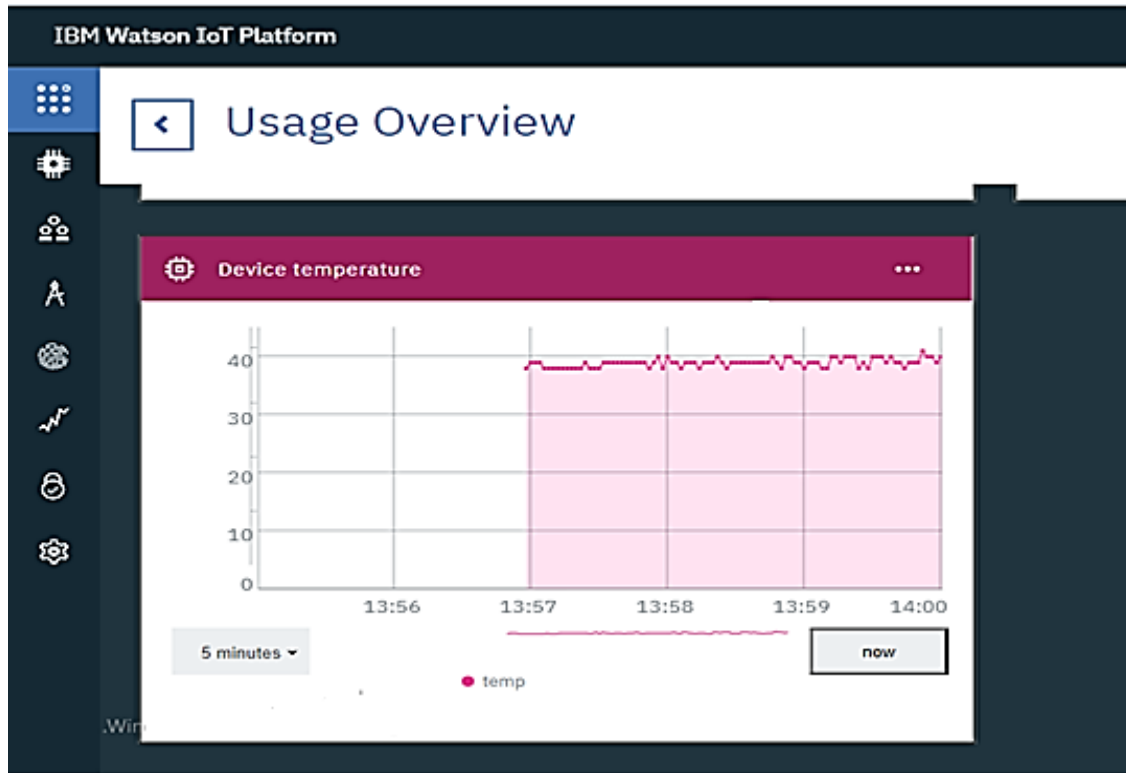 IBM Watson IoT Platform
Usage Overview
Device temperature
40
30
20
10
0
13:56 13:57 13:58 13:59 14:00
5 minutes
now
temp